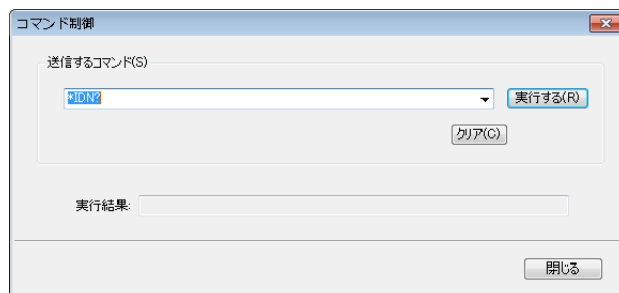 コマンド制御
送信するコマンド(S)
*IDN?
実行する(R)
クリア(C)
実行結果:
閉じる